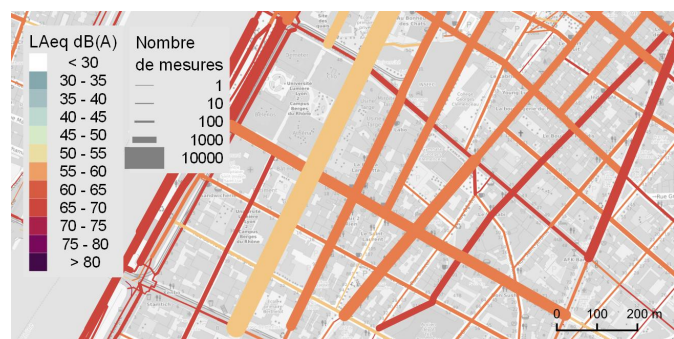 LAeq dB(A)
< 30
30 - 35
35 - 40
40 - 45
45 - 50
50 - 55
55 - 60
60 - 65
65 - 70
70 - 75
75 - 80
> 80
Nombre
de mesures
1
10
100
1000
10000
0 100 200 m